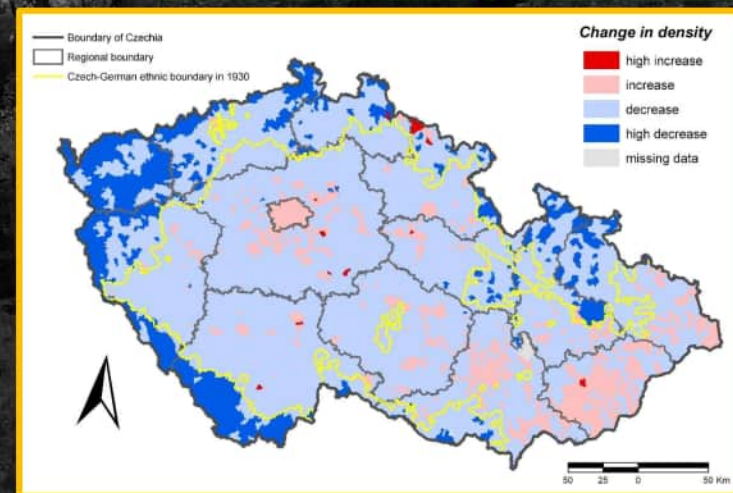 Boundary of Czechia
Regional boundary
Czech-German ethnic boundary in 1930
Change in density
high increase
increase
decrease
high decrease
missing data
50 25 0 50 Km